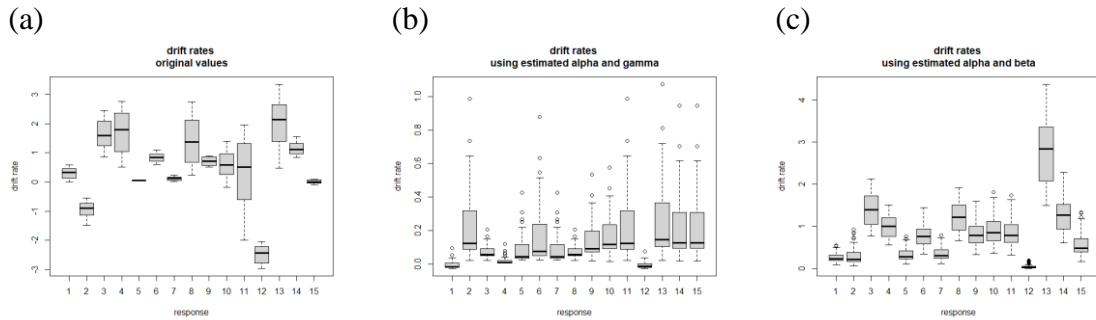 (a)
drift rates
original values
drift rate
3
2
1
0
-1
-2
-3
1 2 3 4 5 6 7 8 9 10 11 12 13 14 15
response
(b)
drift rates
using estimated alpha and gamma
drift rate
1.0
0.8
0.6
0.4
0.2
0.0
1 2 3 4 5 6 7 8 9 10 11 12 13 14 15
response
(c)
drift rates
using estimated alpha and beta
drift rate
4
3
2
1
0
1 2 3 4 5 6 7 8 9 10 11 12 13 14 15
response